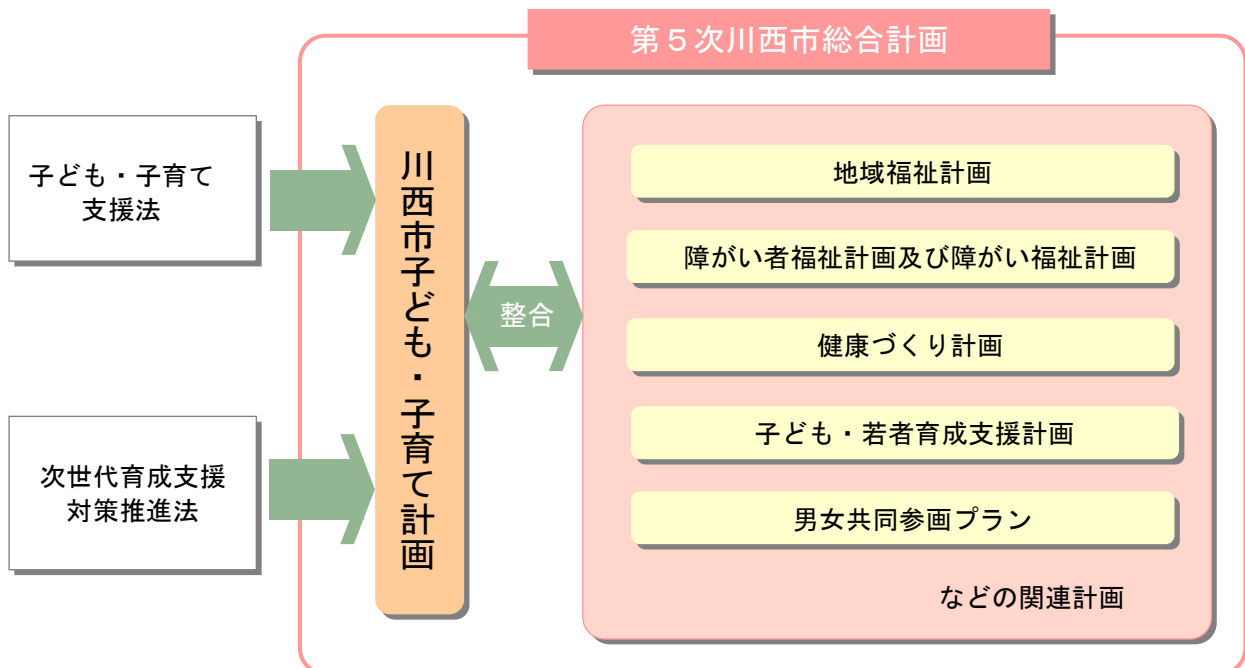 第５次川西市総合計画
子ども・子育て
支援法
次世代育成支援
対策推進法
川西市子ども・子育て計画
整合
地域福祉計画
障がい者福祉計画及び障がい福祉計画
健康づくり計画
子ども・若者育成支援計画
男女共同参画プラン
などの関連計画